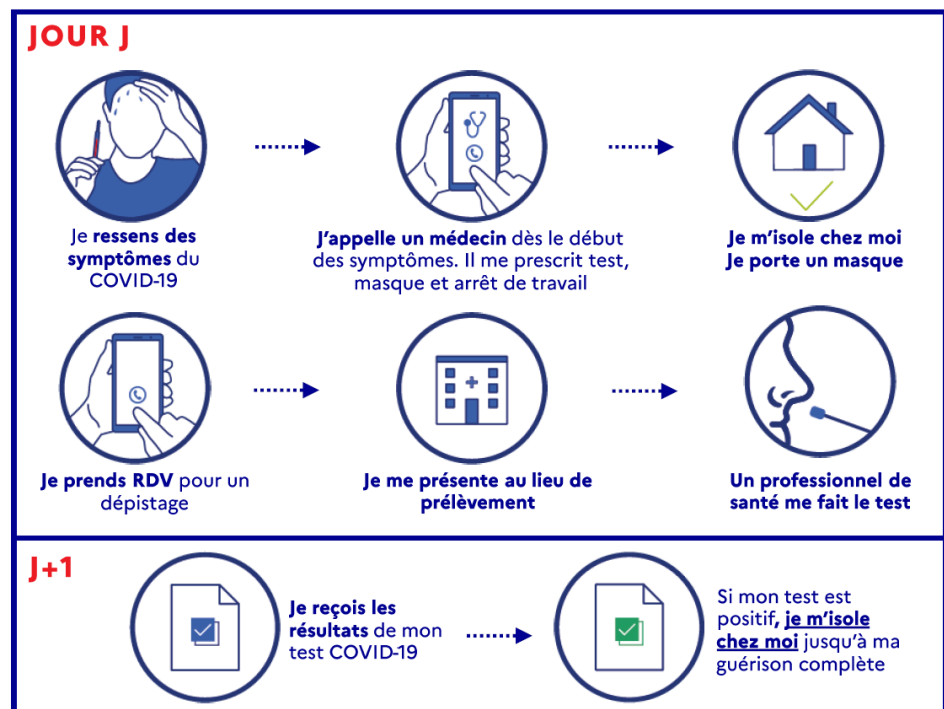 JOUR J
Je ressens des
symptômes du
COVID-19
J'appelle un médecin dès le début
des symptômes. Il me prescrit test,
masque et arrêt de travail
Je m'isole chez moi
Je porte un masque
Je prends RDV pour un
dépistage
Je me présente au lieu de
prélèvement
Un professionnel de
santé me fait le test
J+1
Je reçois les
résultats de mon
test COVID-19
Si mon test est
positif, je m'isole
chez moi jusqu'à ma
guérison complète